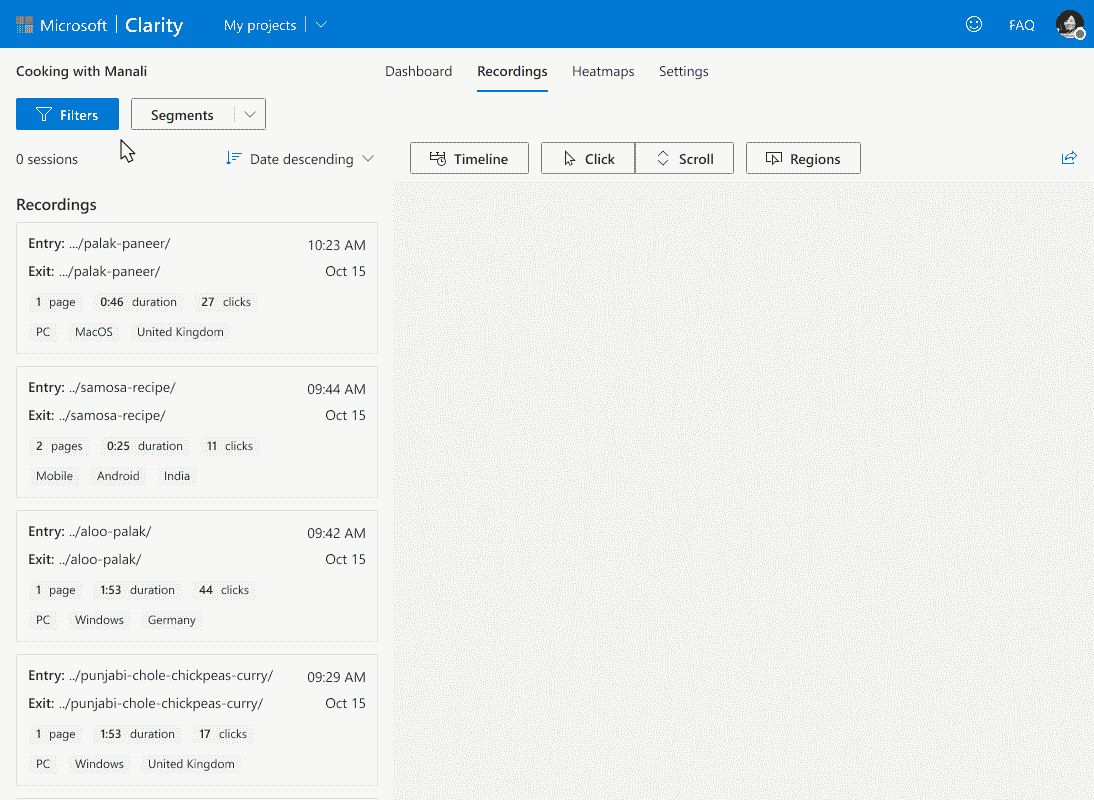 Microsoft | Clarity My projects FAQ
Cooking with Manali Dashboard Recordings Heatmaps Settings
Filters Segments
0 sessions Date descending Timeline Click Scroll Regions
Recordings
Entry: .../palak-paneer/ 10:23 AM
Exit: .../palak-paneer/ Oct 15
1 page 0:46 duration 27 clicks
PC MacOS United Kingdom
Entry: ../samosa-recipe/ 09:44 AM
Exit: ../samosa-recipe/ Oct 15
2 pages 0:25 duration 11 clicks
Mobile Android India
Entry: ../aloo-palak/ 09:42 AM
Exit: ../aloo-palak/ Oct 15
1 page 1:53 duration 44 clicks
PC Windows Germany
Entry: ../punjabi-chole-chickpeas-curry/ 09:29 AM
Exit: ../punjabi-chole-chickpeas-curry/ Oct 15
1 page 1:53 duration 17 clicks
PC Windows United Kingdom